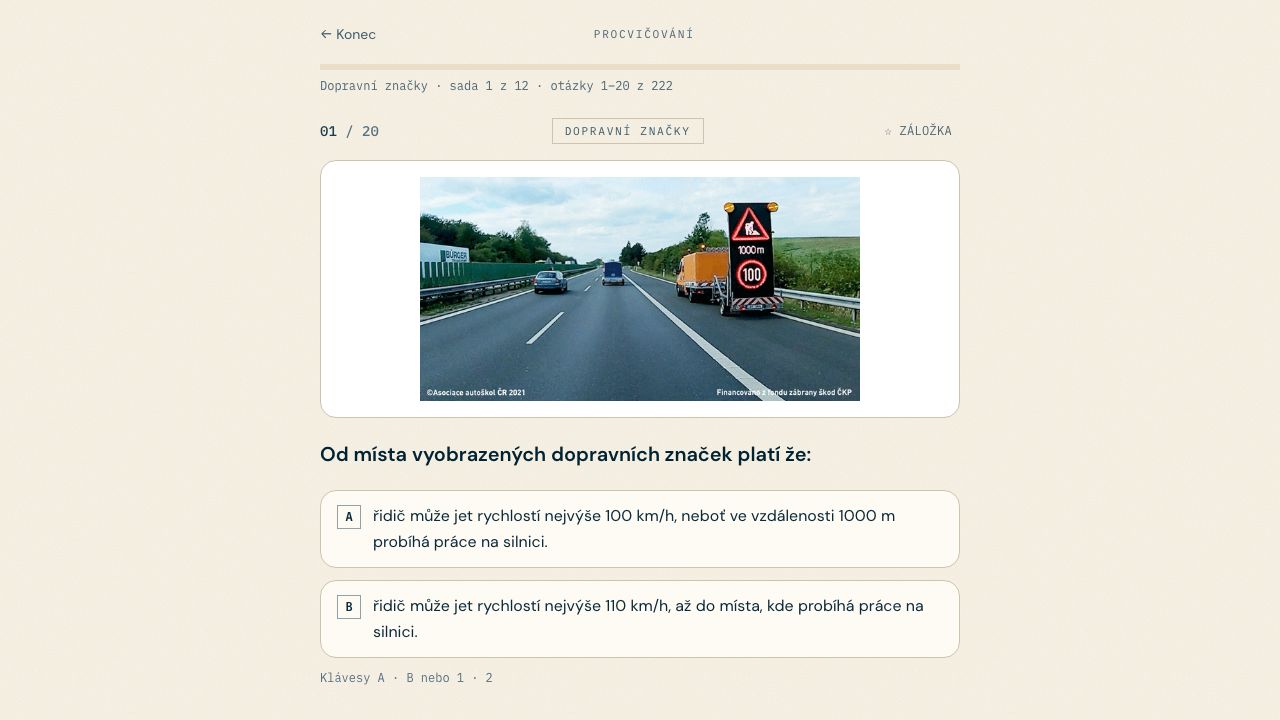 ← Konec
PROCVIČOVÁNÍ
Dopravní značky · sada 1 z 12 · otázky 1–20 z 222
01 / 20
DOPRAVNÍ ZNAČKY
☆ ZÁLOŽKA
BÜRGER
1000m
100
©Asociace autoškol ČR 2021
Financováno z fondu zábrany škod ČKP
Od místa vyobrazených dopravních značek platí že:
A
řidič může jet rychlostí nejvýše 100 km/h, neboť ve vzdálenosti 1000 m
probíhá práce na silnici.
B
řidič může jet rychlostí nejvýše 110 km/h, až do místa, kde probíhá práce na
silnici.
Klávesy A · B nebo 1 · 2